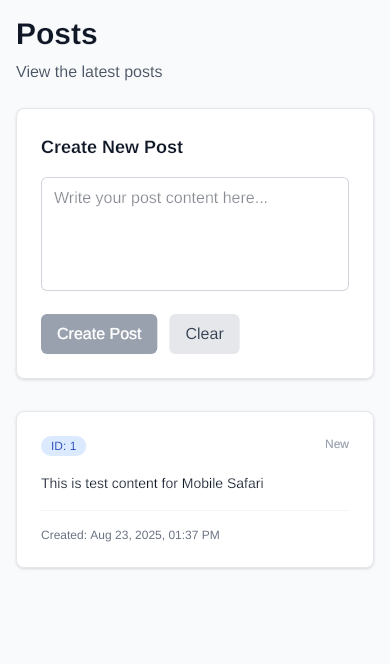 Posts
View the latest posts
Create New Post
Write your post content here...
Create Post
Clear
ID: 1
New
This is test content for Mobile Safari
Created: Aug 23, 2025, 01:37 PM